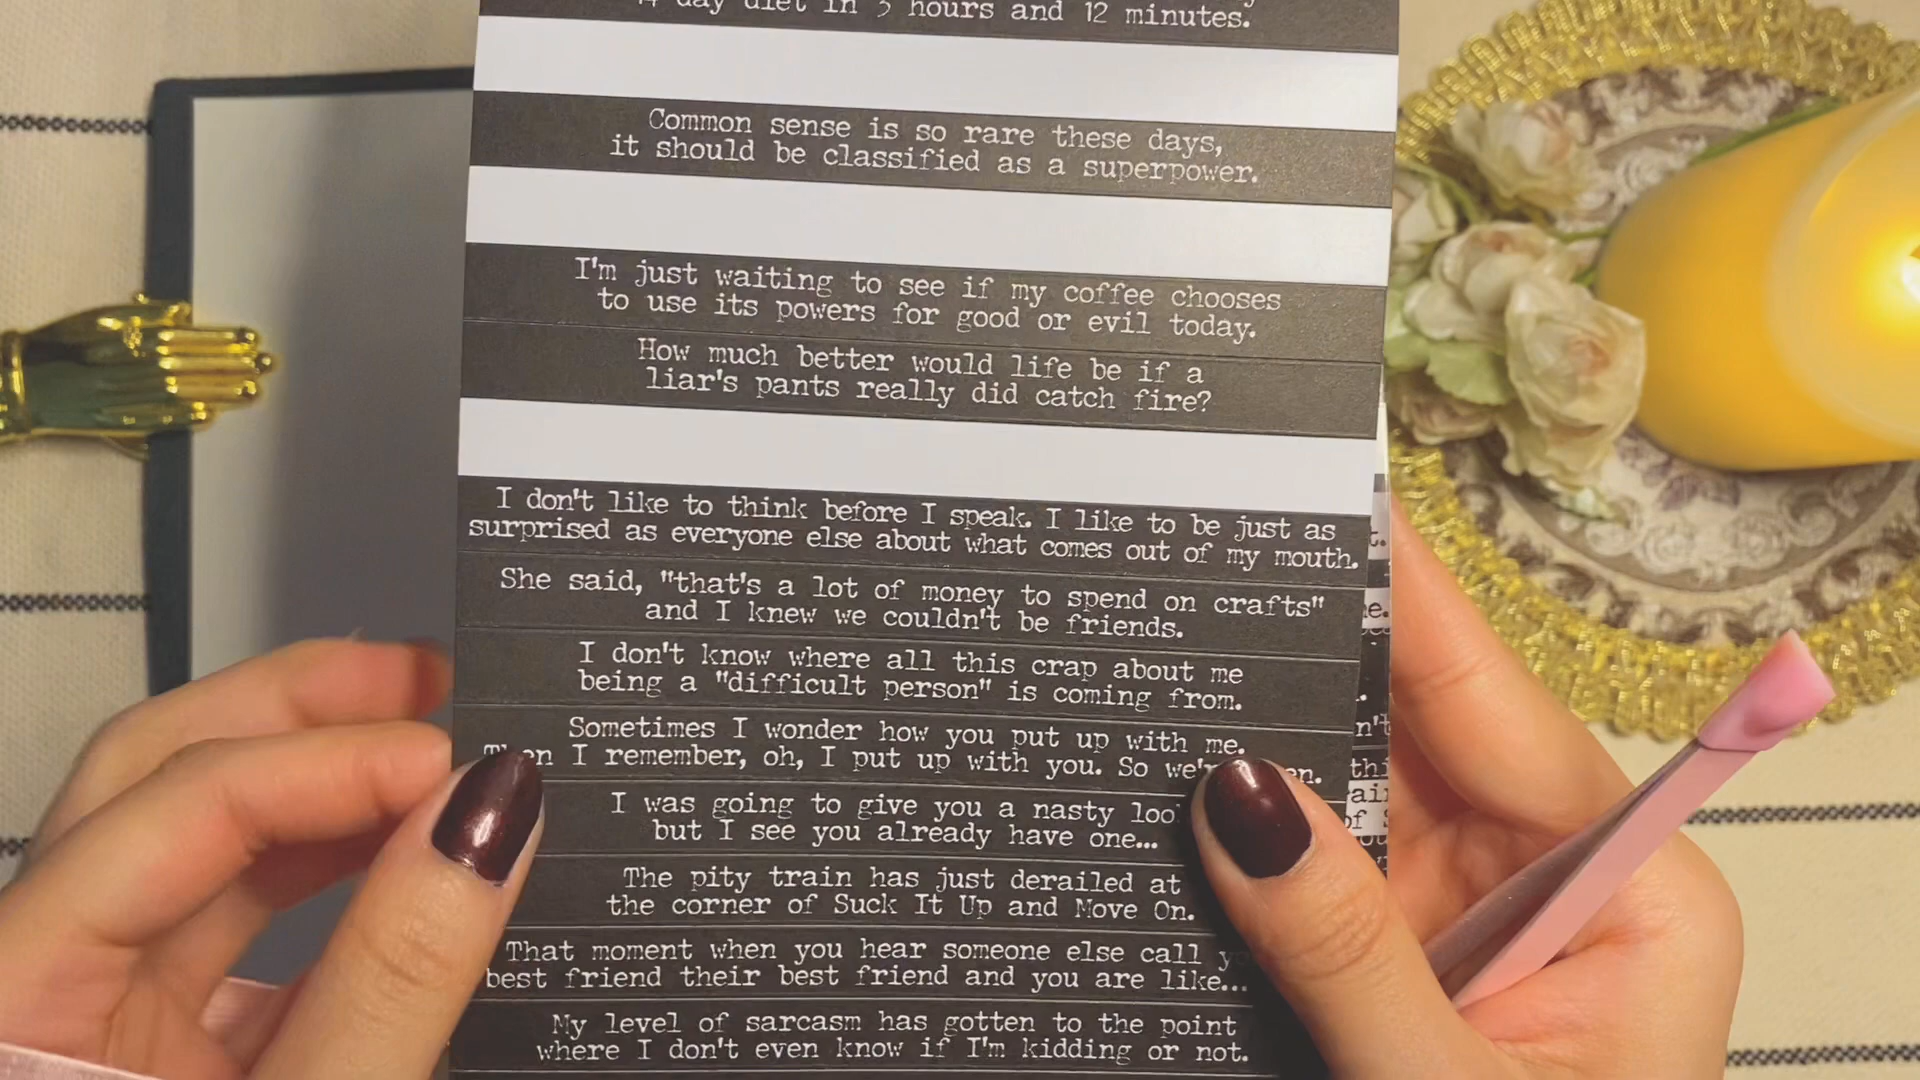 day diet in 3 hours and 12 minutes.
Common sense is so rare these days,
it should be classified as a superpower.
I'm just waiting to see if my coffee chooses
to use its powers for good or evil today.
How much better would life be if a
liar's pants really did catch fire?
I don't like to think before I speak. I like to be just as
surprised as everyone else about what comes out of my mouth.
She said, "that's a lot of money to spend on crafts"
and I knew we couldn't be friends.
I don't know where all this crap about me
being a "difficult person" is coming from.
Sometimes I wonder how you put up with me.
I remember, oh, I put up with you. So
I was going to give you a nasty
but I see you already have one...
The pity train has just derailed at
the corner of Suck It Up and Move On.
That moment when you hear someone else call
best friend their best friend and you are like...
My level of sarcasm has gotten to the point
where I don't even know if I'm kidding or not.